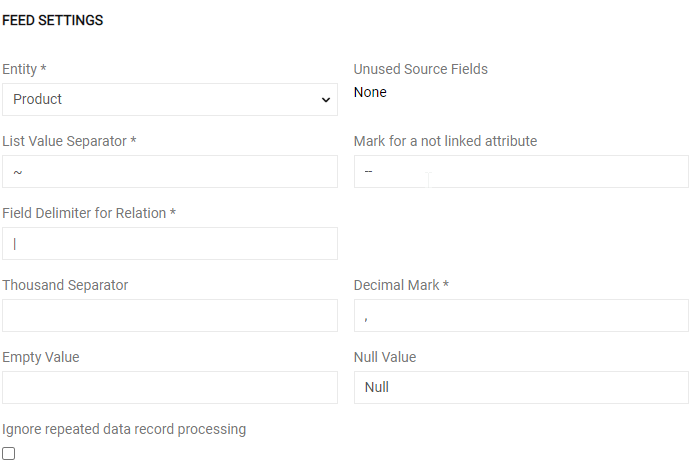 FEED SETTINGS
Entity *
Unused Source Fields
Product
None
List Value Separator *
Mark for a not linked attribute
~
--
Field Delimiter for Relation *
|
Thousand Separator
Decimal Mark *
,
Empty Value
Null Value
Null
Ignore repeated data record processing